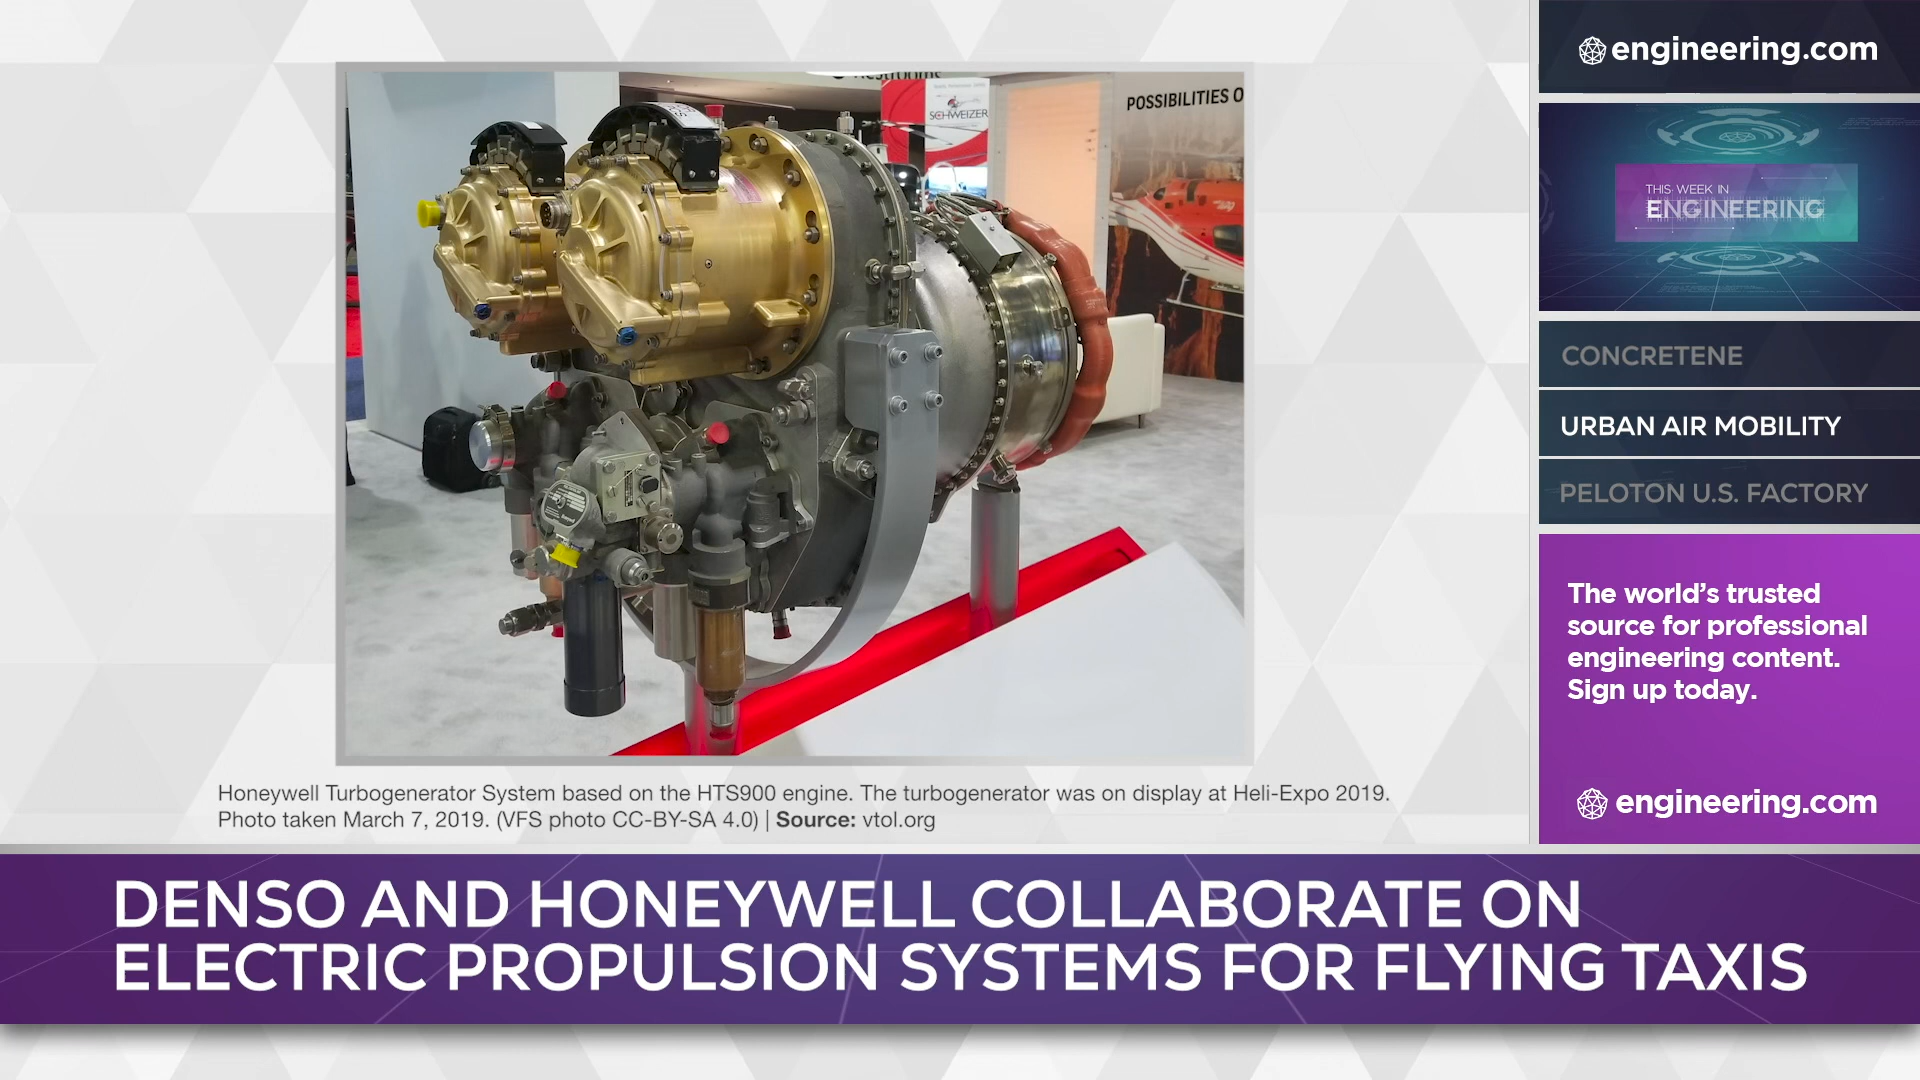 engineering.com
THIS WEEK IN
ENGINEERING
CONCRETENE
URBAN AIR MOBILITY
PELOTON U.S. FACTORY
The world's trusted
source for professional
engineering content.
Sign up today.
engineering.com
SCHWEIZER
POSSIBILITIES O
Honeywell Turbogenerator System based on the HTS900 engine. The turbogenerator was on display at Heli-Expo 2019.
Photo taken March 7, 2019. (VFS photo CC-BY-SA 4.0) | Source: vtol.org
DENSO AND HONEYWELL COLLABORATE ON
ELECTRIC PROPULSION SYSTEMS FOR FLYING TAXIS